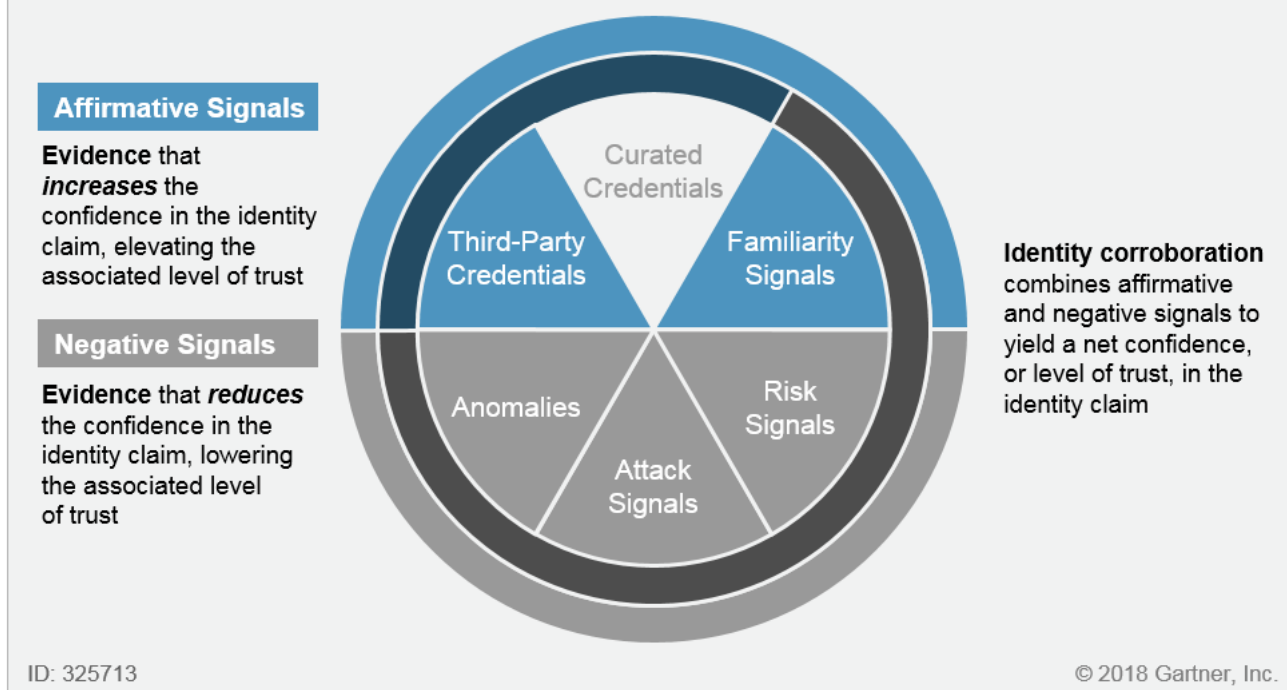 Affirmative Signals
Evidence that
increases the
confidence in the identity
claim, elevating the
associated level of trust
Negative Signals
Evidence that reduces
the confidence in the
identity claim, lowering
the associated level
of trust
Curated
Credentials
Third-Party
Credentials
Familiarity
Signals
Anomalies
Risk
Signals
Attack
Signals
Identity corroboration
combines affirmative
and negative signals to
yield a net confidence,
or level of trust, in the
identity claim
ID: 325713
© 2018 Gartner, Inc.